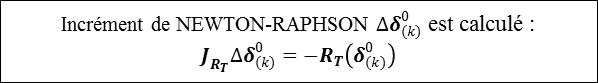 Incrément de NEWTON-RAPHSON Δδ⁰₍ₖ₎ est calculé :
J_{R_T}Δδ⁰₍ₖ₎ = −R_T(δ⁰₍ₖ₎)